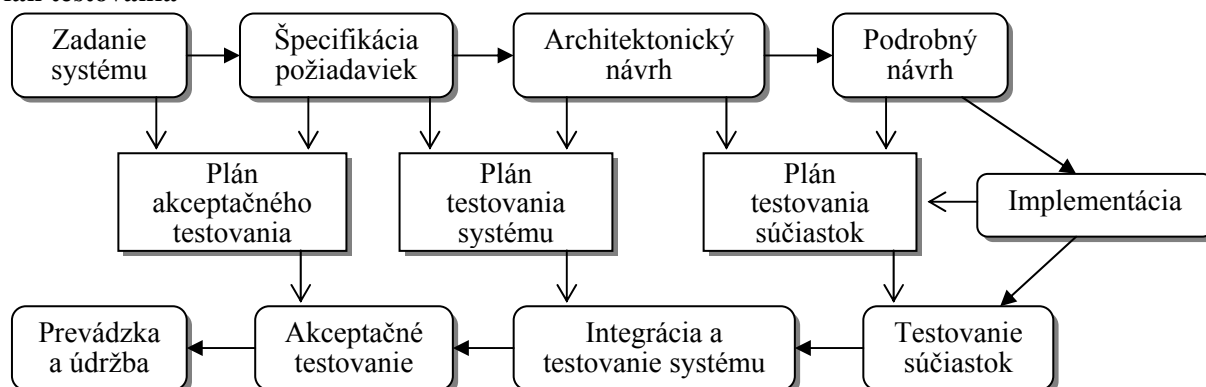 testovania
Zadanie
systému
Špecifikácia
požiadaviek
Architektonický
návrh
Podrobný
návrh
Plán
akceptačného
testovania
Plán
testovania
systému
Plán
testovania
súčiastok
Implementácia
Prevádzka
a údržba
Akceptačné
testovanie
Integrácia a
testovanie systému
Testovanie
súčiastok